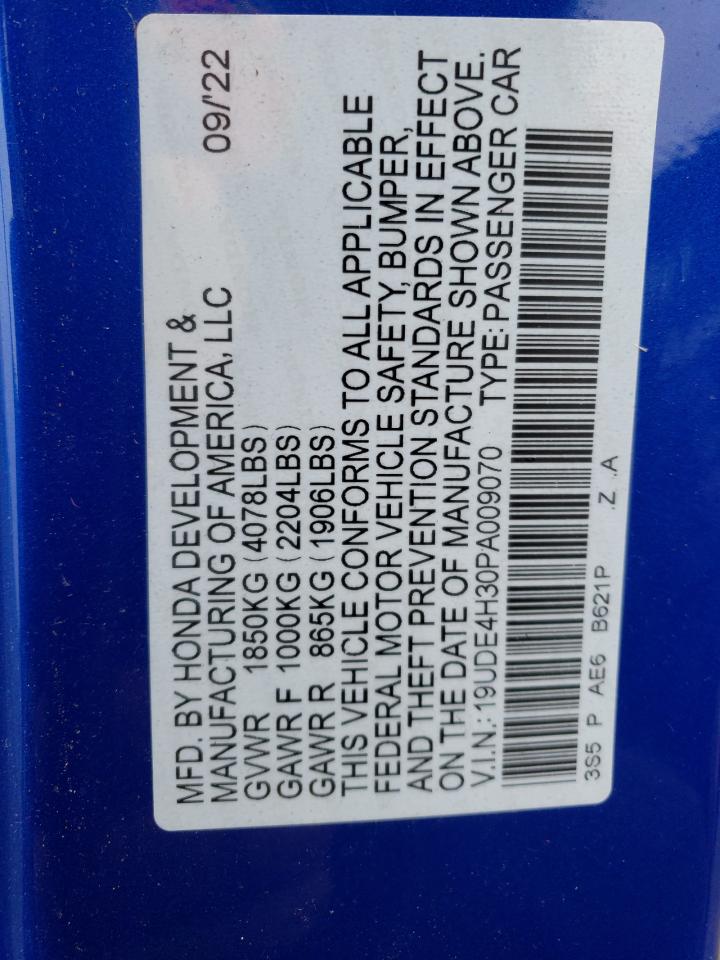 MFD. BY HONDA DEVELOPMENT &
MANUFACTURING OF AMERICA, LLC 09/'22
GVWR 1850KG (4078LBS)
GAWR F 1000KG (2204LBS)
GAWR R 865KG (1906LBS)
THIS VEHICLE CONFORMS TO ALL APPLICABLE
FEDERAL MOTOR VEHICLE SAFETY, BUMPER,
AND THEFT PREVENTION STANDARDS IN EFFECT
ON THE DATE OF MANUFACTURE SHOWN ABOVE.
V.I.N.: 19UDE4H30PA009070 TYPE: PASSENGER CAR
3S5 P AE6 B621P .Z .A